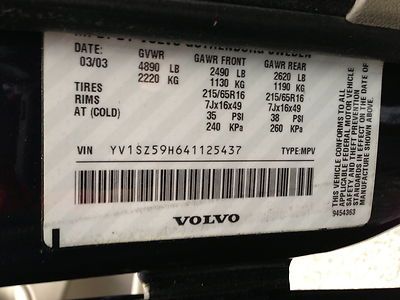 VOLVO GOTHENBURG SWEDEN
DATE: GVWR GAWR FRONT GAWR REAR
03/03 4890 LB 2490 LB 2620 LB
2220 KG 1130 KG 1190 KG
TIRES 215/65R16 215/65R16
RIMS 7Jx16x49 7Jx16x49
AT (COLD) 35 PSI 38 PSI
240 KPa 260 KPa
VIN YV1SZ59H641125437 TYPE:MPV
VOLVO
THIS VEHICLE CONFORMS TO ALL
APPLICABLE FEDERAL MOTOR VEHICLE
SAFETY AND THEFT PREVENTION
STANDARDS IN EFFECT ON THE DATE OF
MANUFACTURE SHOWN ABOVE.
9454363